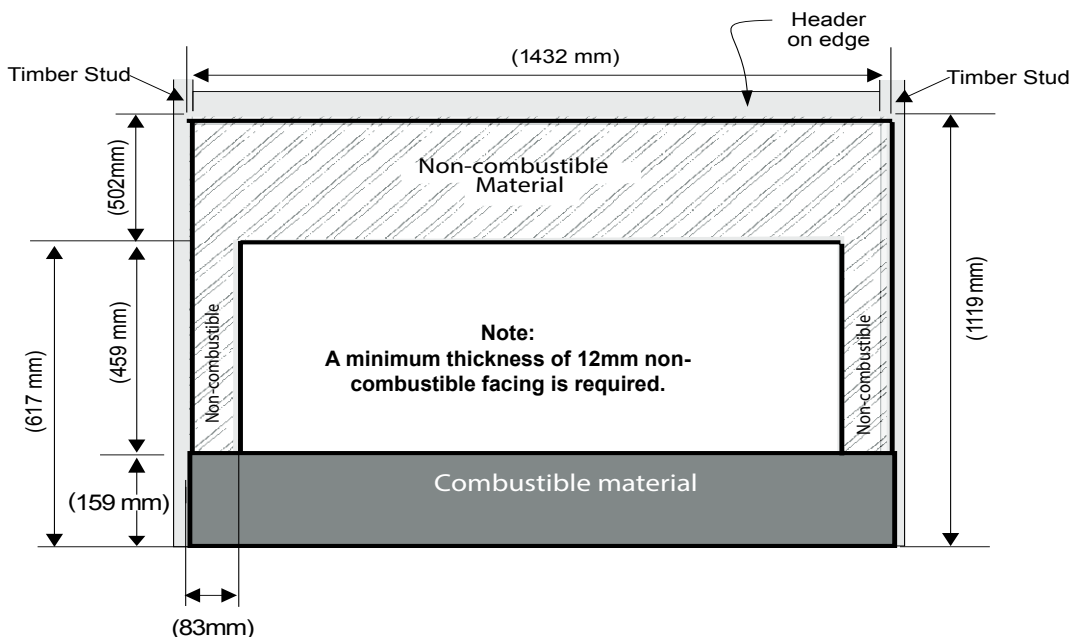 Header
on edge
(1432 mm)
Timber Stud
Timber Stud
Non-combustible
Material
(502mm)
(459 mm)
(617 mm)
(1119 mm)
Non-combustible
Non-combustible
Note:
A minimum thickness of 12mm non-
combustible facing is required.
Combustible material
(159 mm)
(83mm)